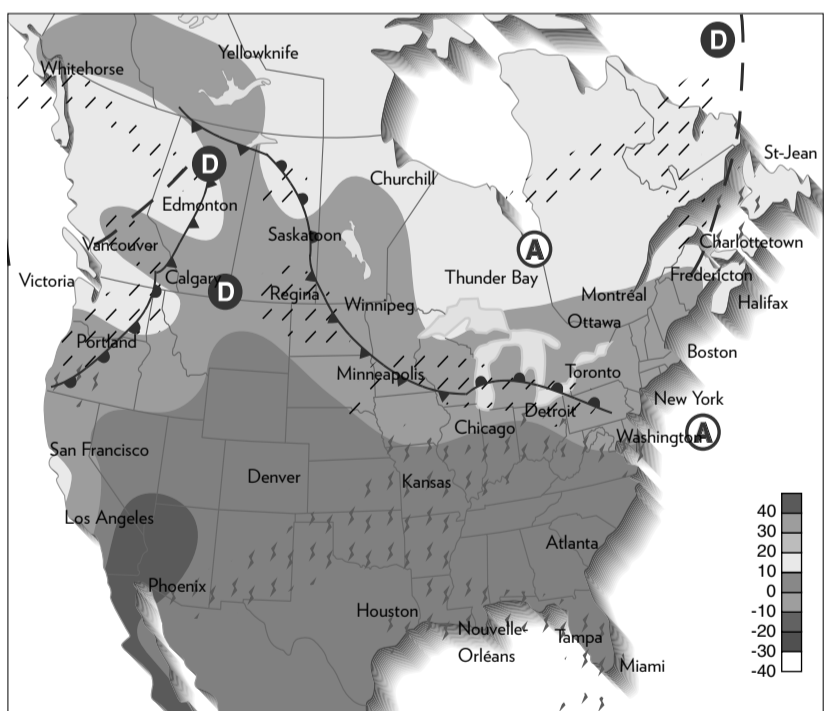 D
Yellowknife
Whitehorse
St-Jean
D
Churchill
Edmonton
Saskatoon
Vancouver
Charlottetown
A
Calgary
Thunder Bay
Fredericton
Victoria
D
Regina
Winnipeg
Montréal
Halifax
Ottawa
Portland
Boston
Minneapolis
Toronto
New York
Detroit
Chicago
Washington
A
San Francisco
Denver
Kansas
Los Angeles
Atlanta
Phoenix
Houston
Nouvelle-
Orléans
Tampa
Miami
40
30
20
10
0
-10
-20
-30
-40